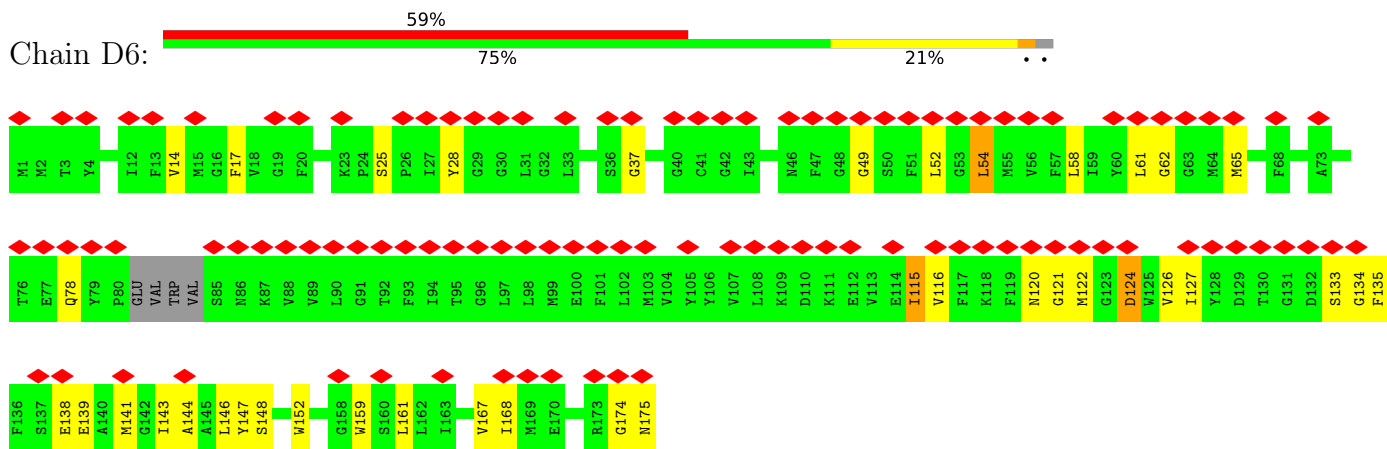 59%
Chain D6:
75% 21% . .
M1 M2 T3 Y4 I12 F13 V14 M15 G16 F17 V18 G19 F20 K23 P24 S25 P26 I27 Y28 G29 G30 L31 G32 L33 S36 G37 G40 C41 G42 I43 N46 F47 G48 G49 S50 F51 L52 G53 L54 M55 V56 F57 L58 I59 Y60 L61 G62 G63 M64 M65 F68 A73
T76 E77 Q78 Y79 P80 GLU VAL TRP VAL S85 N86 K87 V88 V89 L90 G91 T92 F93 I94 T95 G96 L97 L98 M99 E100 F101 L102 M103 V104 Y105 Y106 V107 L108 K109 D110 K111 E112 V113 E114 I115 V116 F117 K118 F119 N120 G121 M122 G123 D124 W125 V126 I127 Y128 D129 T130 G131 D132 S133 G134 F135
F136 S137 E138 E139 A140 M141 G142 I143 A144 A145 L146 Y147 S148 W152 G158 W159 S160 L161 L162 I163 V167 I168 M169 E170 R173 G174 N175